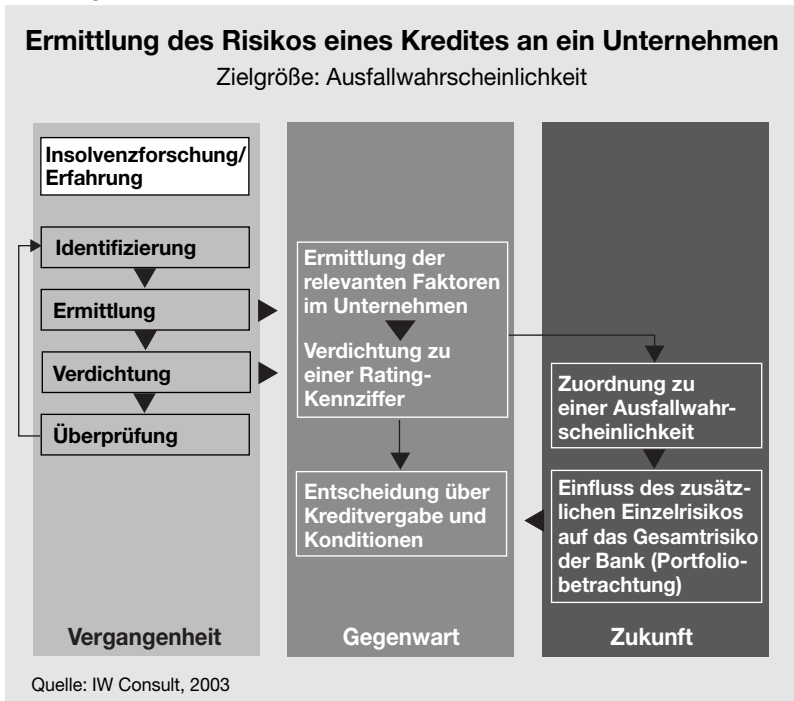 Ermittlung des Risikos eines Kredites an ein Unternehmen
Zielgröße: Ausfallwahrscheinlichkeit
Insolvenzforschung/
Erfahrung
Identifizierung
Ermittlung
Verdichtung
Überprüfung
Vergangenheit
Ermittlung der
relevanten Faktoren
im Unternehmen
Verdichtung zu
einer Rating-
Kennziffer
Entscheidung über
Kreditvergabe und
Konditionen
Gegenwart
Zuordnung zu
einer Ausfallwahr-
scheinlichkeit
Einfluss des zusätz-
lichen Einzelrisikos
auf das Gesamtrisiko
der Bank (Portfolio-
betrachtung)
Zukunft
Quelle: IW Consult, 2003